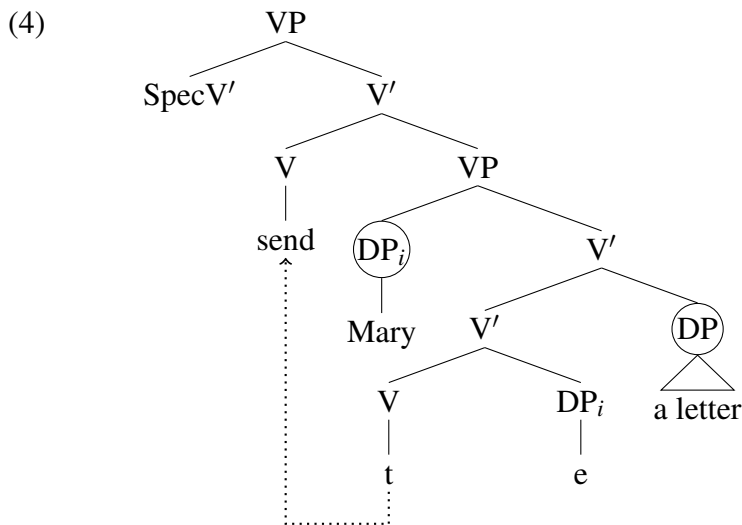 (4) VP
SpecV′ V′
V VP
send DPi V′
Mary V′ DP
V DPi a letter
t e